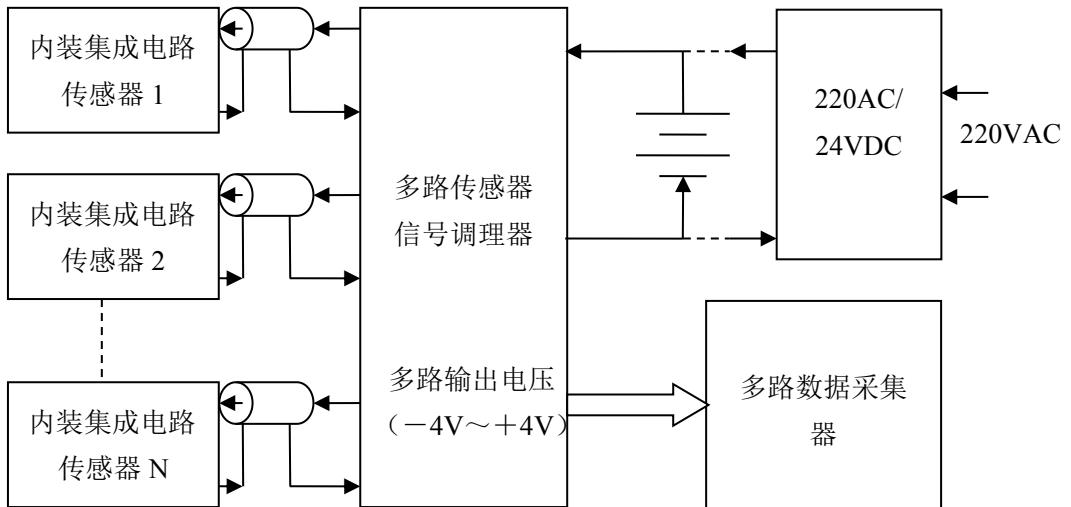 内装集成电路
传感器 1
内装集成电路
传感器 2
内装集成电路
传感器 N
多路传感器
信号调理器
多路输出电压
（－4V～＋4V）
220AC/
24VDC
220VAC
多路数据采集
器